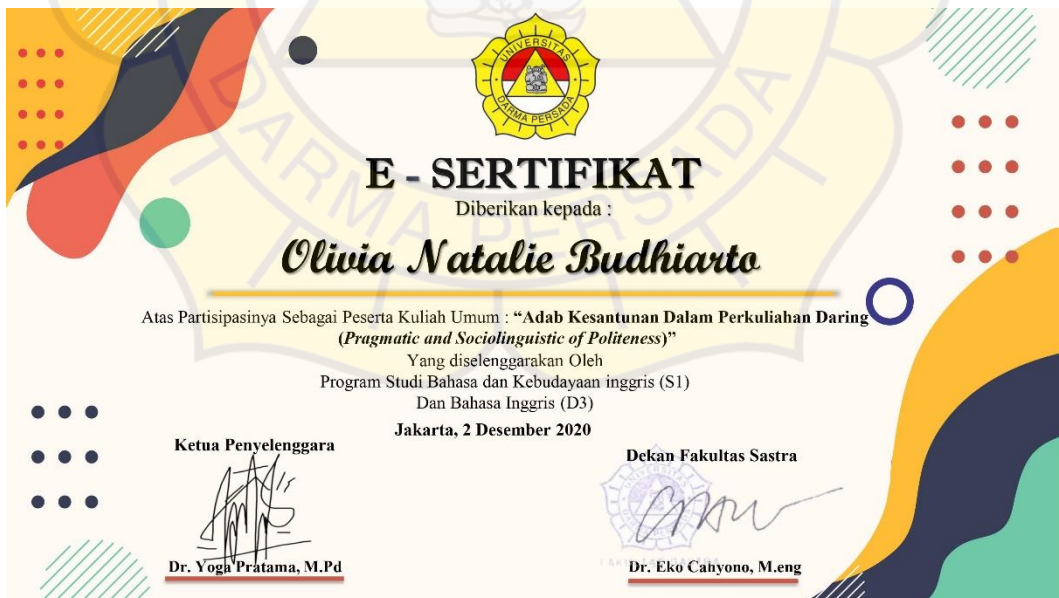 UNIVERSITAS
DARMA PERSADA
E - SERTIFIKAT
Diberikan kepada :
Olivia Natalie Budhiarto
Atas Partisipasinya Sebagai Peserta Kuliah Umum : “Adab Kesantunan Dalam Perkuliahan Daring
(Pragmatic and Sociolinguistic of Politeness)”
Yang diselenggarakan Oleh
Program Studi Bahasa dan Kebudayaan inggris (S1)
Dan Bahasa Inggris (D3)
Jakarta, 2 Desember 2020
Ketua Penyelenggara
Dr. Yoga Pratama, M.Pd
Dekan Fakultas Sastra
Dr. Eko Cahyono, M.eng
DARMA PERSADA